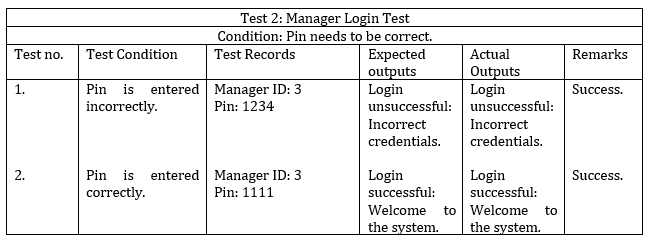 Test 2: Manager Login Test
Condition: Pin needs to be correct.
Test no. Test Condition Test Records Expected outputs Actual Outputs Remarks
1.
Pin is entered
incorrectly.
Manager ID: 3
Pin: 1234
Login
unsuccessful:
Incorrect
credentials.
Login
unsuccessful:
Incorrect
credentials.
Success.
2.
Pin is entered
correctly.
Manager ID: 3
Pin: 1111
Login
successful:
Welcome to
the system.
Login
successful:
Welcome to
the system.
Success.